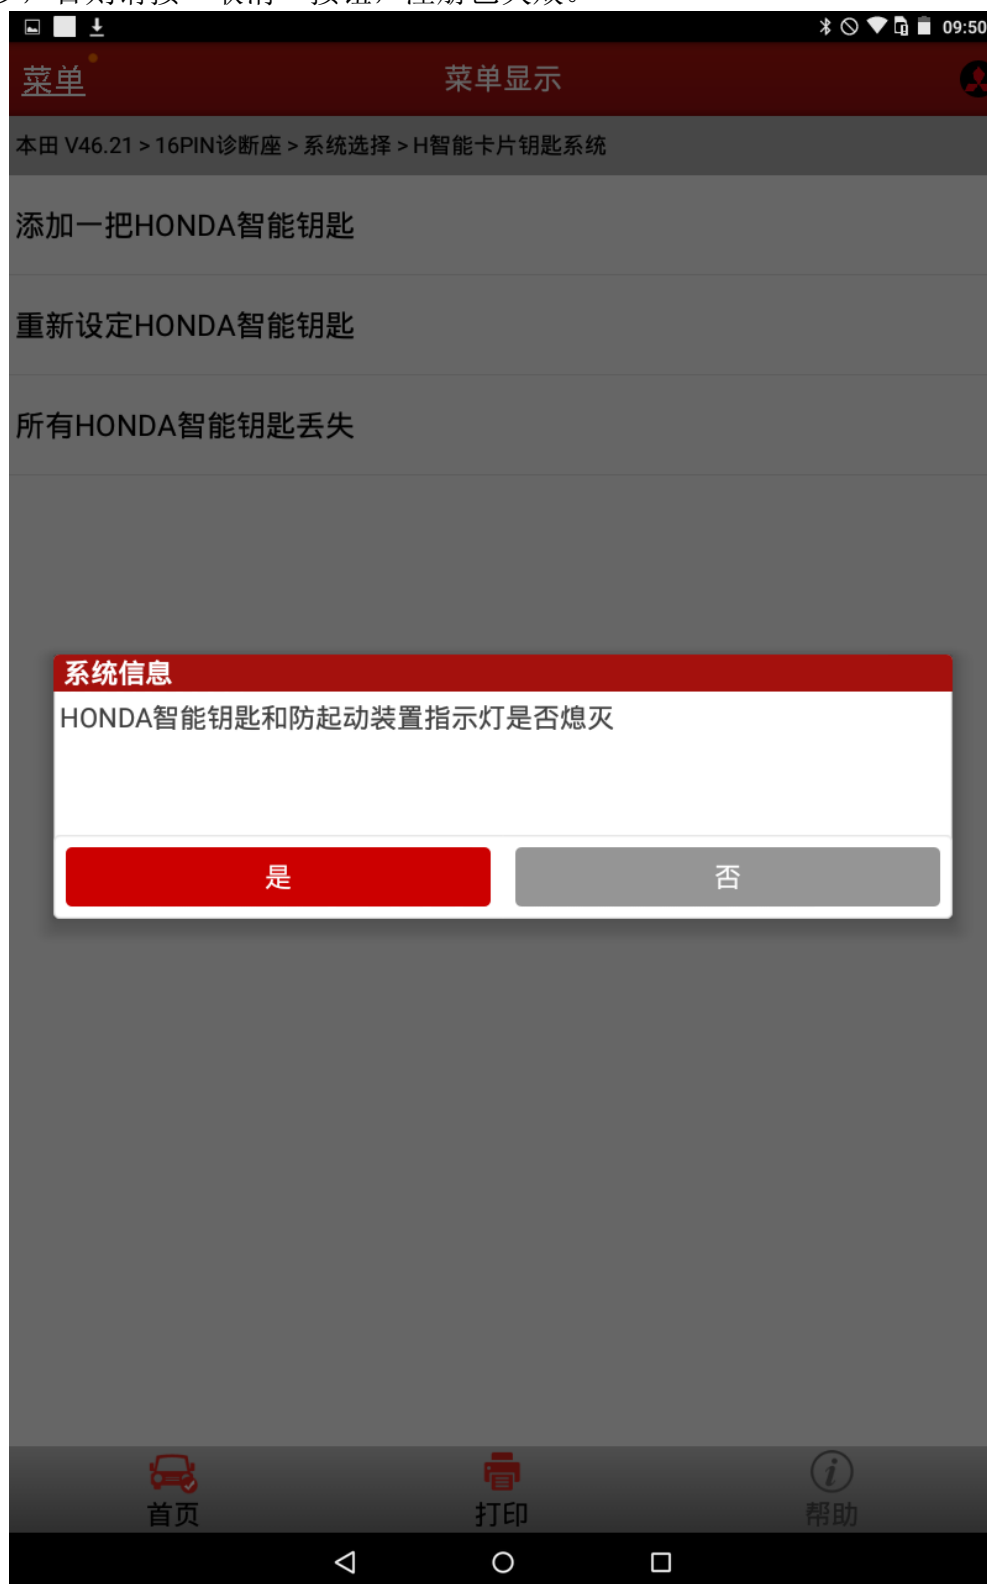 09:50
菜单
菜单显示
本田 V46.21 > 16PIN诊断座 > 系统选择 > H智能卡片钥匙系统
添加一把HONDA智能钥匙
重新设定HONDA智能钥匙
所有HONDA智能钥匙丢失
系统信息
HONDA智能钥匙和防起动装置指示灯是否熄灭
是
否
首页
打印
帮助